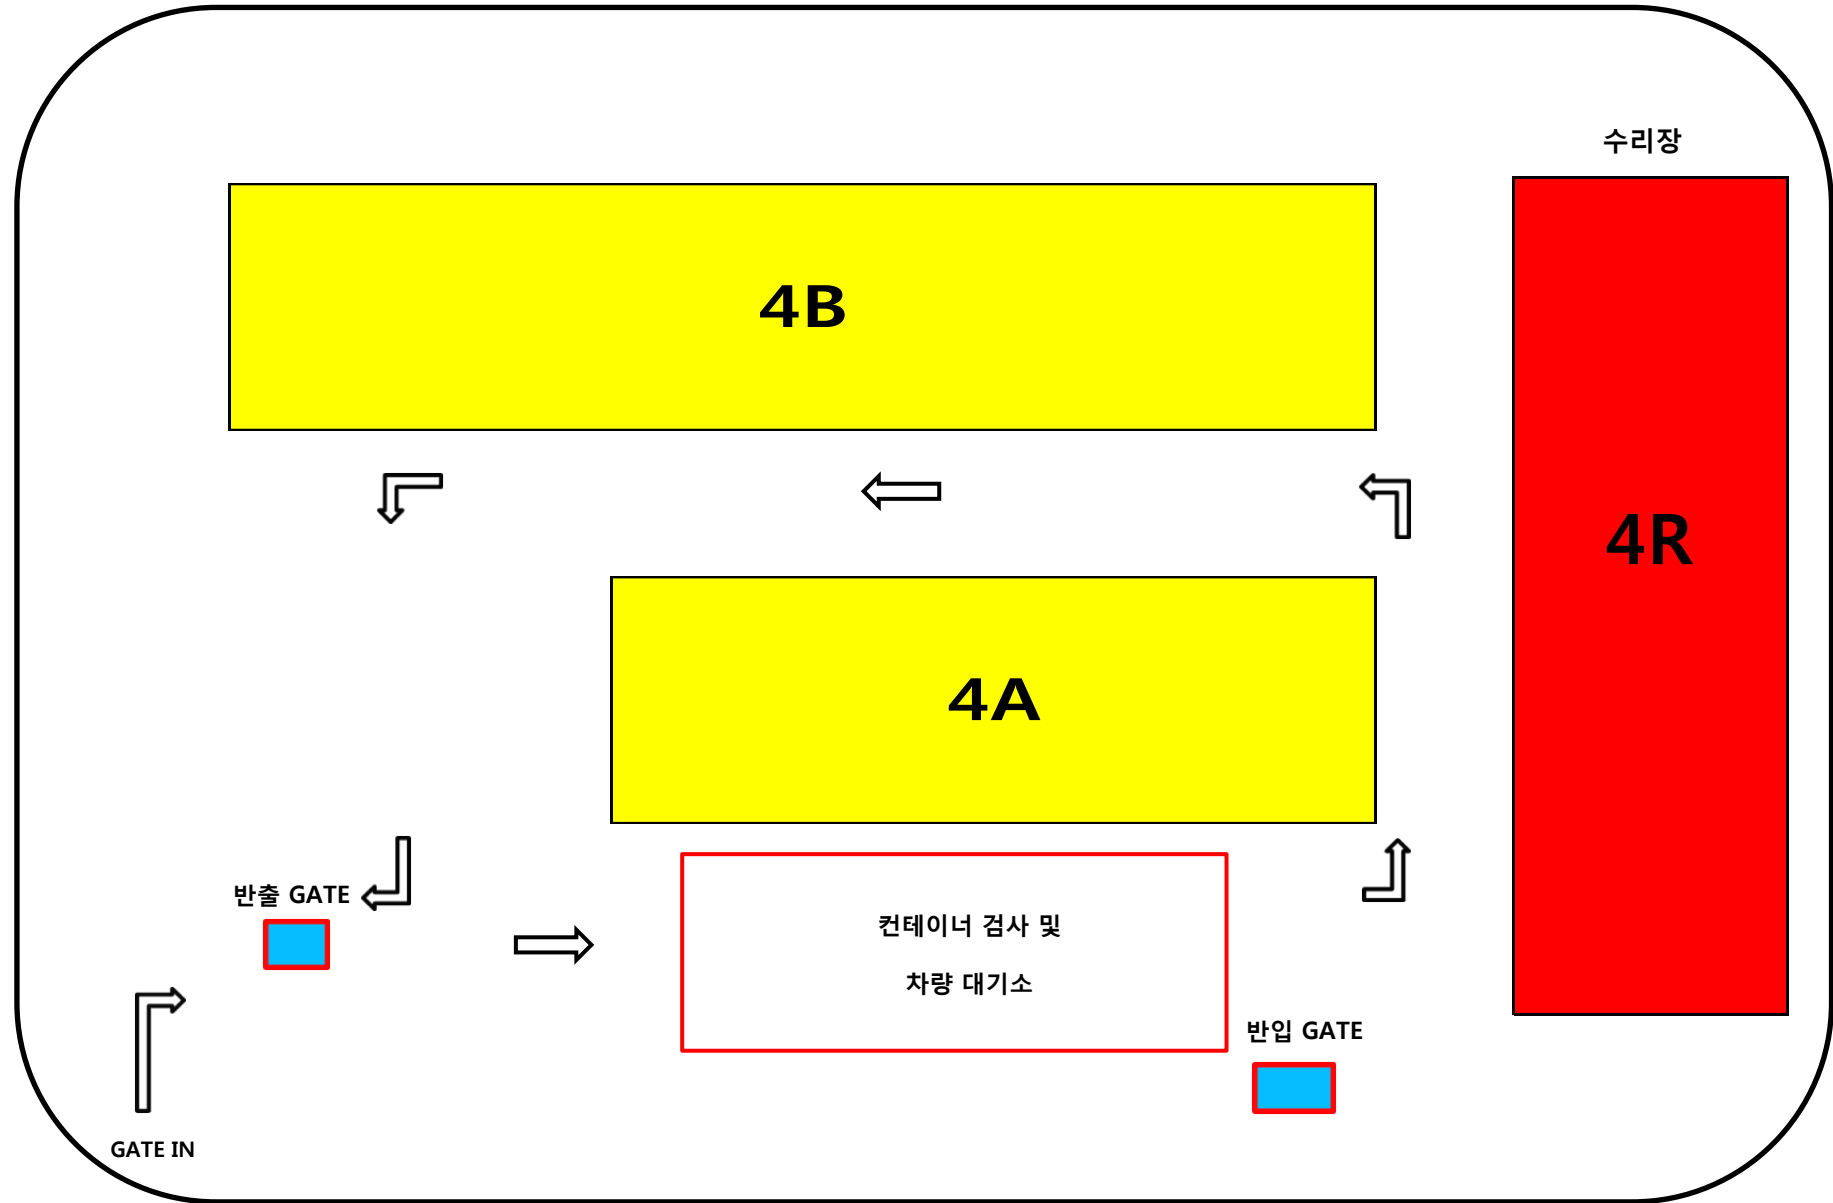 수리장
4B
4R
4A
반출 GATE
컨테이너 검사 및
차량 대기소
반입 GATE
GATE IN